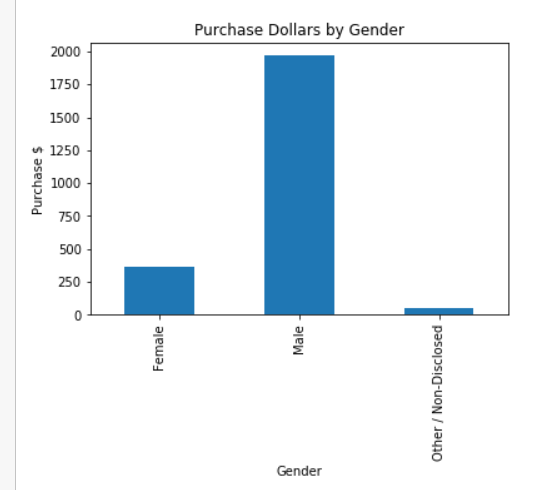 Purchase Dollars by Gender
2000
1750
1500
1250
1000
750
500
250
0
Purchase $
Female
Male
Other / Non-Disclosed
Gender